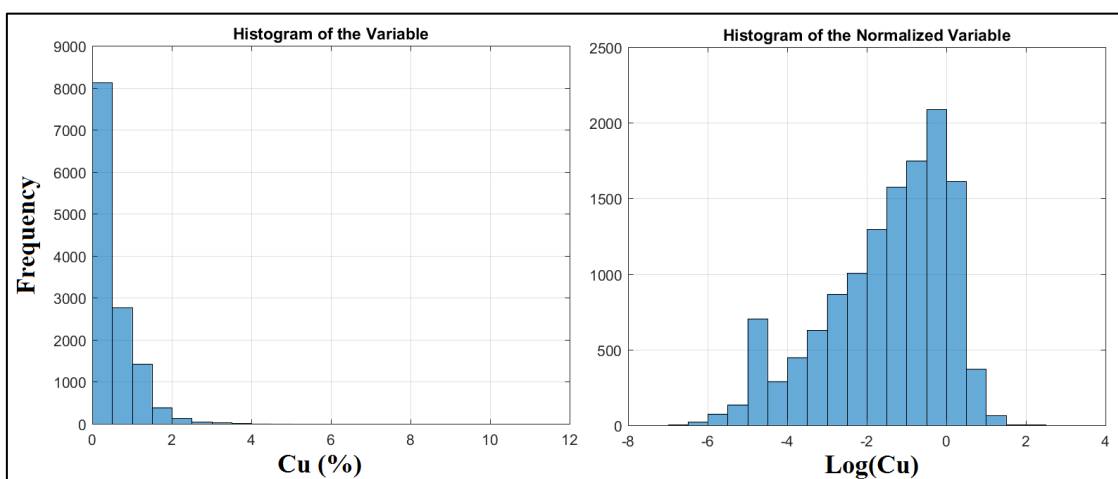 Histogram of the Variable
9000
8000
7000
6000
5000
4000
3000
2000
1000
0
Frequency
0 2 4 6 8 10 12
Cu (%)
Histogram of the Normalized Variable
2500
2000
1500
1000
500
0
-8 -6 -4 -2 0 2 4
Log(Cu)